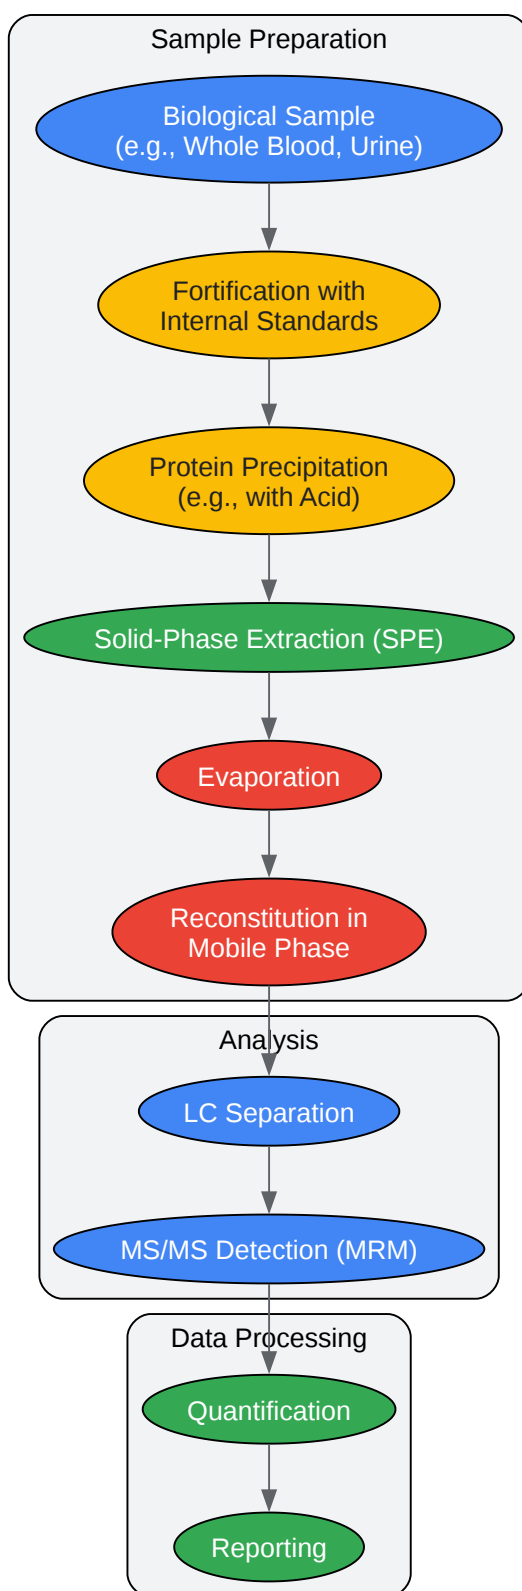 Sample Preparation
Biological Sample
(e.g., Whole Blood, Urine)
Fortification with
Internal Standards
Protein Precipitation
(e.g., with Acid)
Solid-Phase Extraction (SPE)
Evaporation
Reconstitution in
Mobile Phase
Analysis
LC Separation
MS/MS Detection (MRM)
Data Processing
Quantification
Reporting